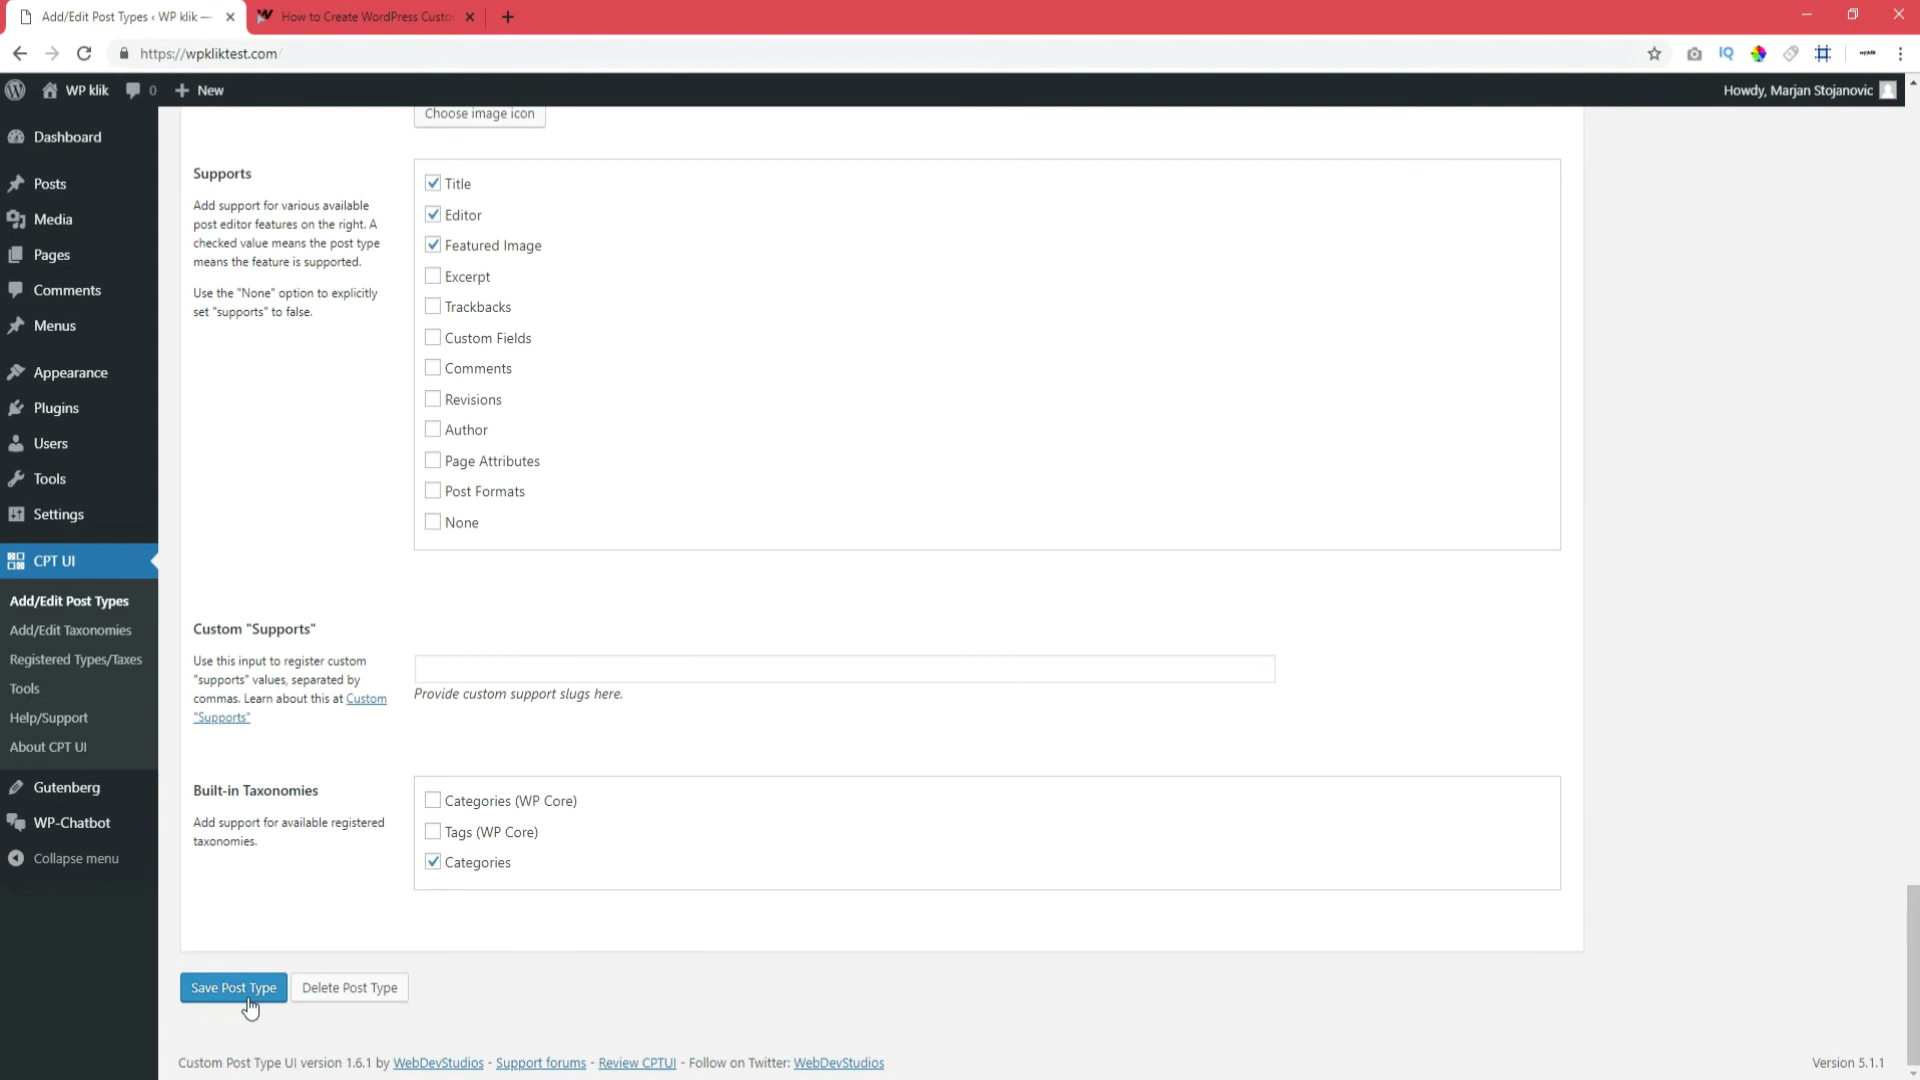 Add/Edit Post Types ‹ WP klik —
How to Create WordPress Custo
https://wpkliktest.com
IQ
WP klik
0
New
Howdy, Marjan Stojanovic
Dashboard
Posts
Media
Pages
Comments
Menus
Appearance
Plugins
Users
Tools
Settings
CPT UI
Add/Edit Post Types
Add/Edit Taxonomies
Registered Types/Taxes
Tools
Help/Support
About CPT UI
Gutenberg
WP-Chatbot
Collapse menu
Choose image icon
Supports
Add support for various available
post editor features on the right. A
checked value means the post type
means the feature is supported.
Use the "None" option to explicitly
set "supports" to false.
Title
Editor
Featured Image
Excerpt
Trackbacks
Custom Fields
Comments
Revisions
Author
Page Attributes
Post Formats
None
Custom "Supports"
Use this input to register custom
"supports" values, separated by
commas. Learn about this at Custom
"Supports"
Provide custom support slugs here.
Built-in Taxonomies
Add support for available registered
taxonomies.
Categories (WP Core)
Tags (WP Core)
Categories
Save Post Type
Delete Post Type
Custom Post Type UI version 1.6.1 by WebDevStudios - Support forums - Review CPTUI - Follow on Twitter: WebDevStudios
Version 5.1.1